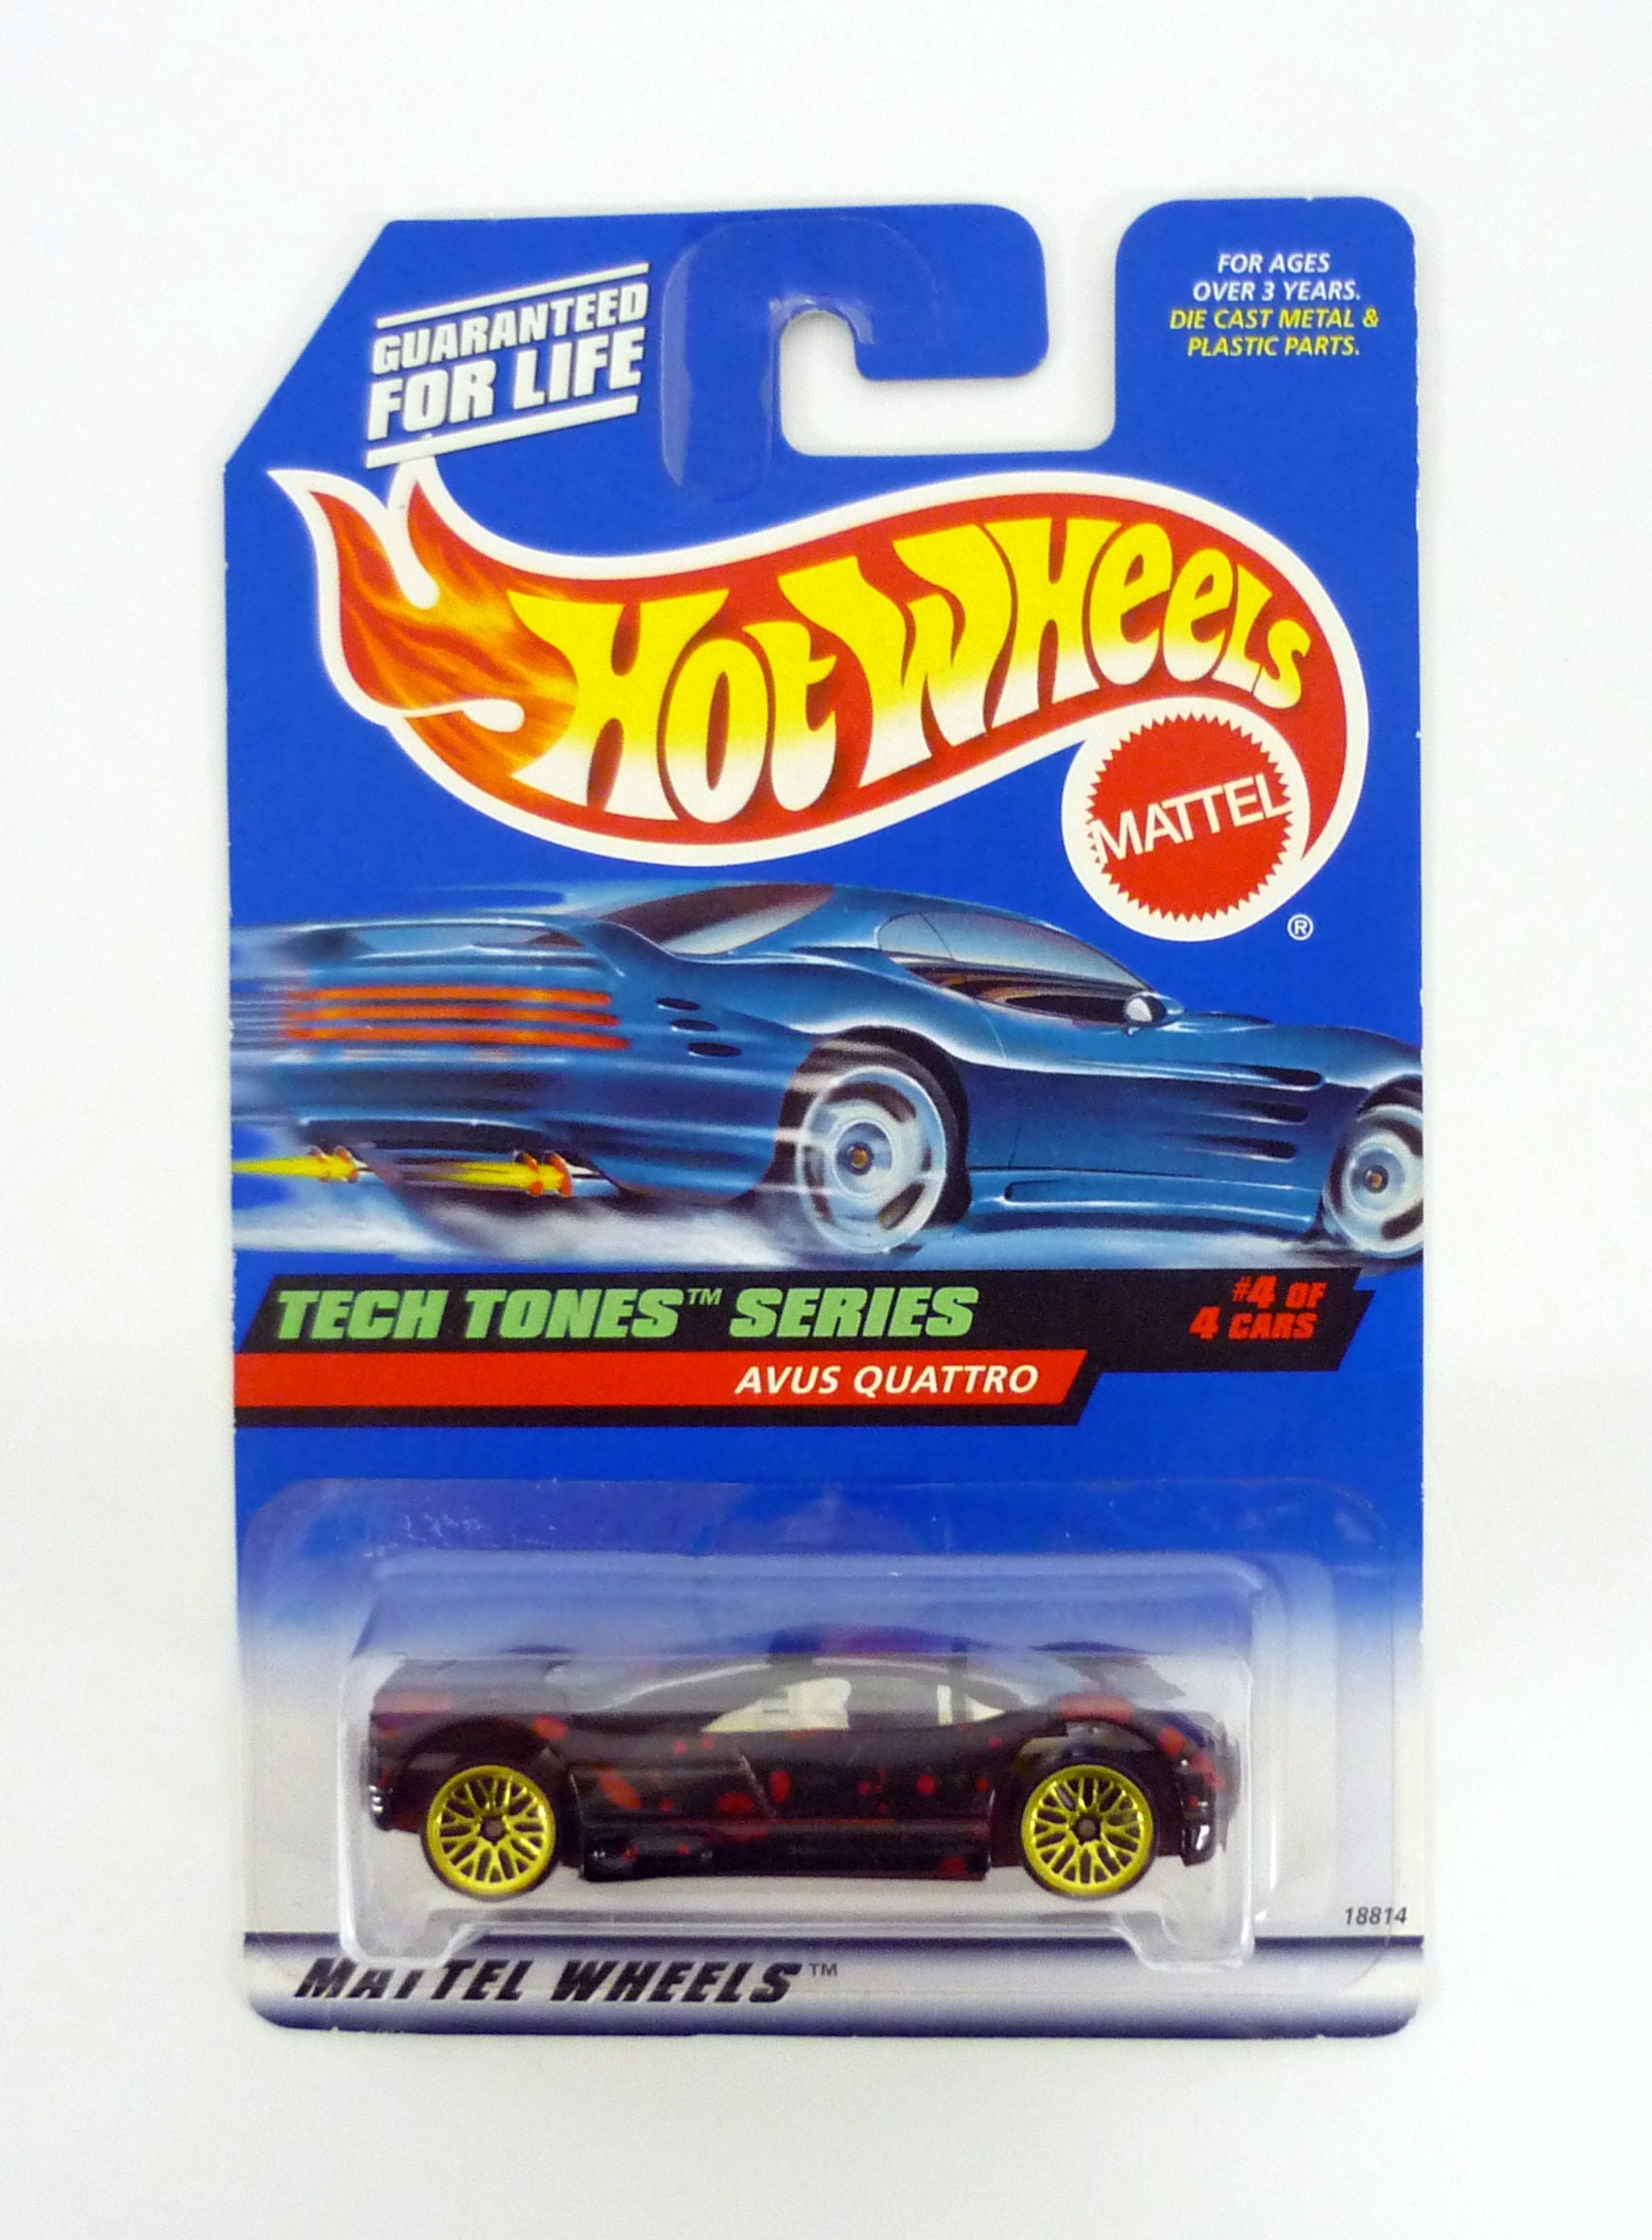 GUARANTEED
FOR LIFE
FOR AGES
OVER 3 YEARS.
DIE CAST METAL &
PLASTIC PARTS.
Hot Wheels
MATTEL
®
TECH TONES™ SERIES
#4 OF
4 CARS
AVUS QUATTRO
18814
MATTEL WHEELS™